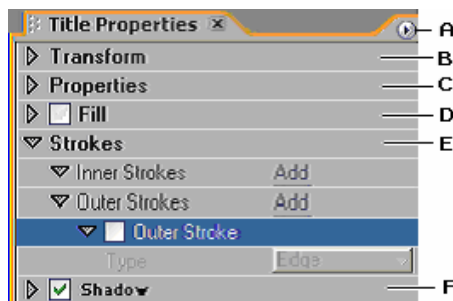 Title Properties A
Transform B
Properties C
Fill D
Strokes E
Inner Strokes Add
Outer Strokes Add
Outer Stroke
Type Edge
Shadow F